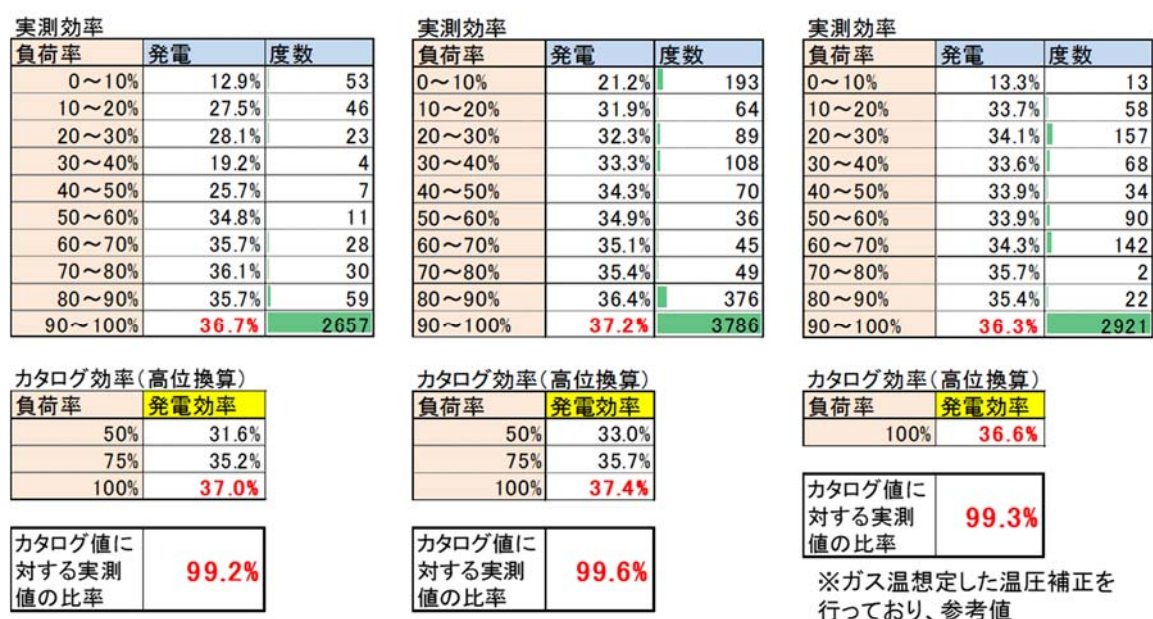 実測効率
負荷率 発電 度数
0～10% 12.9% 53
10～20% 27.5% 46
20～30% 28.1% 23
30～40% 19.2% 4
40～50% 25.7% 7
50～60% 34.8% 11
60～70% 35.7% 28
70～80% 36.1% 30
80～90% 35.7% 59
90～100% 36.7% 2657
カタログ効率(高位換算)
負荷率 発電効率
50% 31.6%
75% 35.2%
100% 37.0%
カタログ値に
対する実測
値の比率
99.2%
実測効率
負荷率 発電 度数
0～10% 21.2% 193
10～20% 31.9% 64
20～30% 32.3% 89
30～40% 33.3% 108
40～50% 34.3% 70
50～60% 34.9% 36
60～70% 35.1% 45
70～80% 35.4% 49
80～90% 36.4% 376
90～100% 37.2% 3786
カタログ効率(高位換算)
負荷率 発電効率
50% 33.0%
75% 35.7%
100% 37.4%
カタログ値に
対する実測
値の比率
99.6%
実測効率
負荷率 発電 度数
0～10% 13.3% 13
10～20% 33.7% 58
20～30% 34.1% 157
30～40% 33.6% 68
40～50% 33.9% 34
50～60% 33.9% 90
60～70% 34.3% 142
70～80% 35.7% 2
80～90% 35.4% 22
90～100% 36.3% 2921
カタログ効率(高位換算)
負荷率 発電効率
100% 36.6%
カタログ値に
対する実測
値の比率
99.3%
※ガス温想定した温圧補正を
行っており、参考値